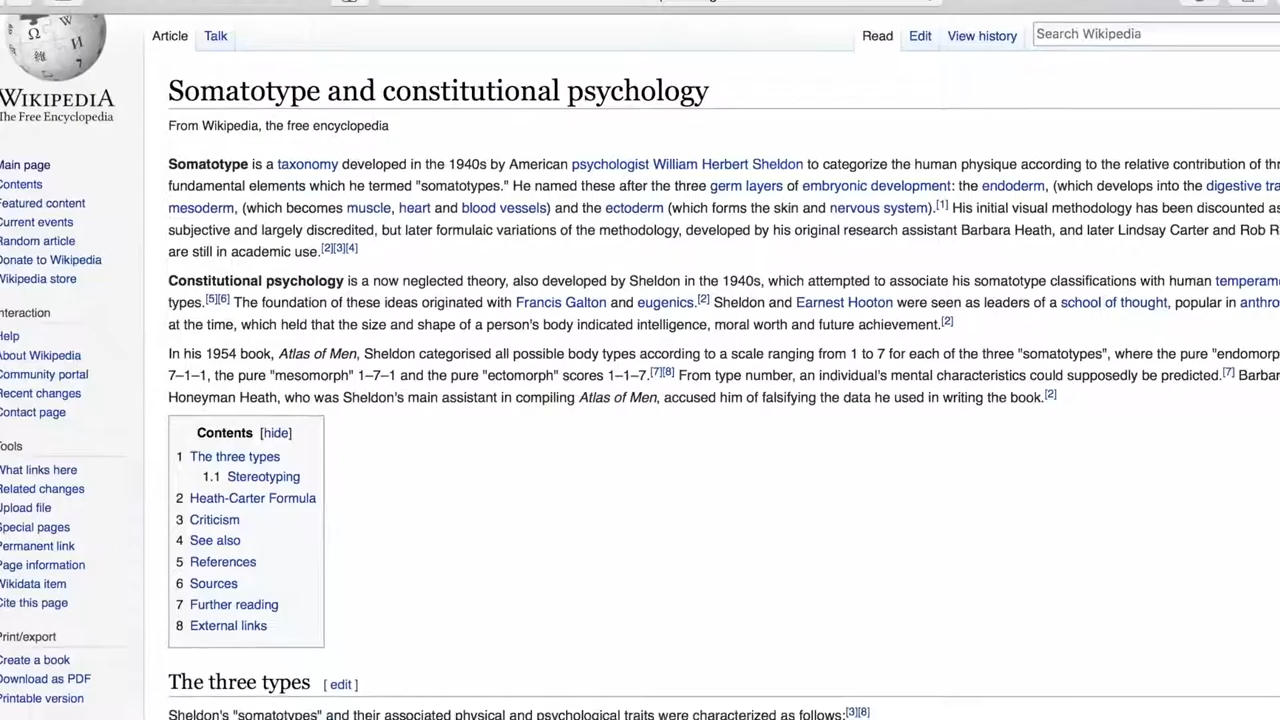 Article Talk Read Edit View history Search Wikipedia
WIKIPEDIA
The Free Encyclopedia
Main page
Contents
Featured content
Current events
Random article
Donate to Wikipedia
Wikipedia store
Interaction
Help
About Wikipedia
Community portal
Recent changes
Contact page
Tools
What links here
Related changes
Upload file
Special pages
Permanent link
Page information
Wikidata item
Cite this page
Print/export
Create a book
Download as PDF
Printable version
Somatotype and constitutional psychology
From Wikipedia, the free encyclopedia
Somatotype is a taxonomy developed in the 1940s by American psychologist William Herbert Sheldon to categorize the human physique according to the relative contribution of thr
fundamental elements which he termed "somatotypes." He named these after the three germ layers of embryonic development: the endoderm, (which develops into the digestive tra
mesoderm, (which becomes muscle, heart and blood vessels) and the ectoderm (which forms the skin and nervous system).[1] His initial visual methodology has been discounted as
subjective and largely discredited, but later formulaic variations of the methodology, developed by his original research assistant Barbara Heath, and later Lindsay Carter and Rob R
are still in academic use.[2][3][4]
Constitutional psychology is a now neglected theory, also developed by Sheldon in the 1940s, which attempted to associate his somatotype classifications with human tempera
types.[5][6] The foundation of these ideas originated with Francis Galton and eugenics.[2] Sheldon and Earnest Hooton were seen as leaders of a school of thought, popular in anthro
at the time, which held that the size and shape of a person's body indicated intelligence, moral worth and future achievement.[2]
In his 1954 book, Atlas of Men, Sheldon categorised all possible body types according to a scale ranging from 1 to 7 for each of the three "somatotypes", where the pure "endomorp
7–1–1, the pure "mesomorph" 1–7–1 and the pure "ectomorph" scores 1–1–7.[7][8] From type number, an individual's mental characteristics could supposedly be predicted.[7] Barbar
Honeyman Heath, who was Sheldon's main assistant in compiling Atlas of Men, accused him of falsifying the data he used in writing the book.[2]
Contents [hide]
1 The three types
1.1 Stereotyping
2 Heath-Carter Formula
3 Criticism
4 See also
5 References
6 Sources
7 Further reading
8 External links
The three types [ edit ]
Sheldon's "somatotypes" and their associated physical and psychological traits were characterized as follows:[3][8]